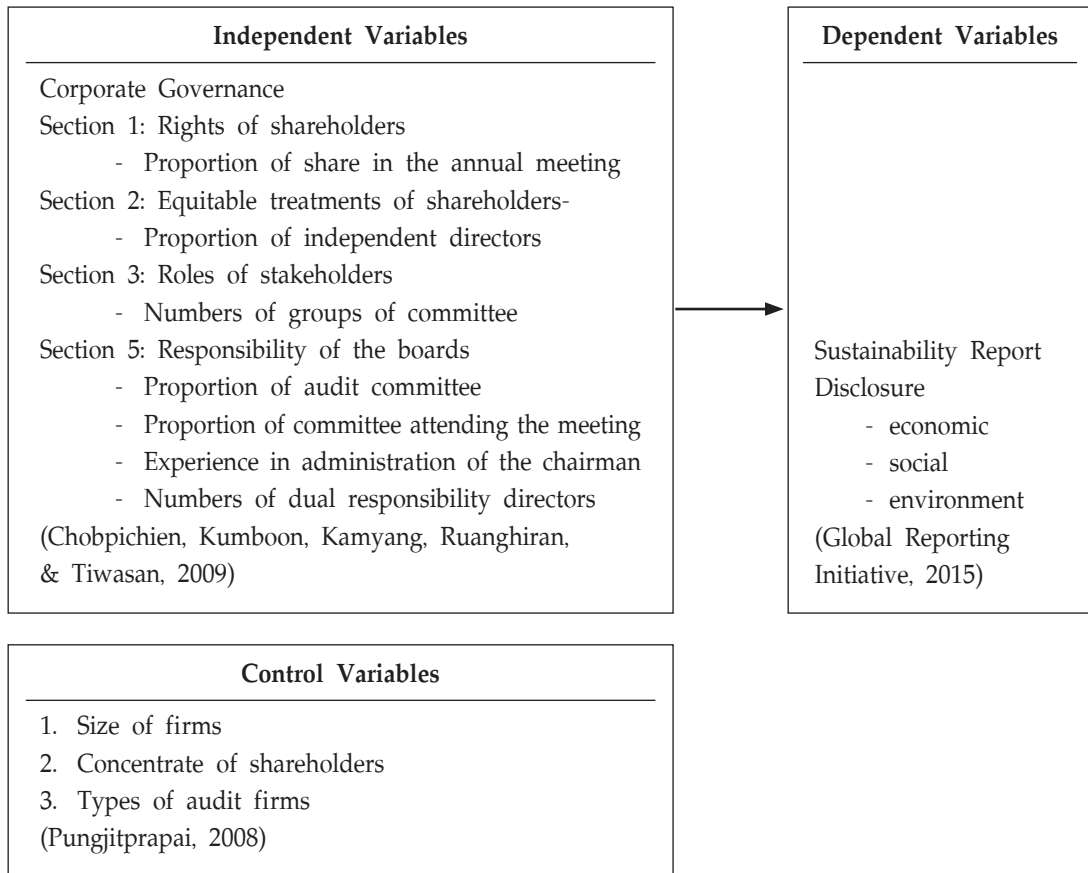 Independent Variables
Corporate Governance
Section 1: Rights of shareholders
- Proportion of share in the annual meeting
Section 2: Equitable treatments of shareholders-
- Proportion of independent directors
Section 3: Roles of stakeholders
- Numbers of groups of committee
Section 5: Responsibility of the boards
- Proportion of audit committee
- Proportion of committee attending the meeting
- Experience in administration of the chairman
- Numbers of dual responsibility directors
(Chobpichien, Kumboon, Kamyang, Ruanghiran,
& Tiwasan, 2009)
Dependent Variables
Sustainability Report
Disclosure
- economic
- social
- environment
(Global Reporting
Initiative, 2015)
Control Variables
1. Size of firms
2. Concentrate of shareholders
3. Types of audit firms
(Pungjitprapai, 2008)